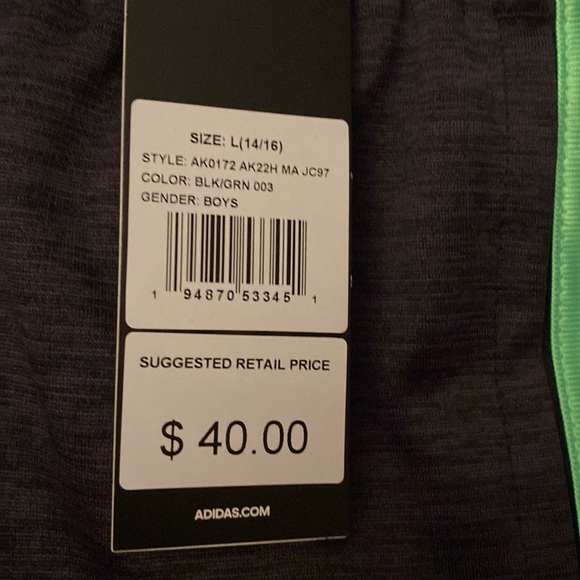 SIZE: L(14/16)
STYLE: AK0172 AK22H MA JC97
COLOR: BLK/GRN 003
GENDER: BOYS
1 94870 53345 1
SUGGESTED RETAIL PRICE
$ 40.00
ADIDAS.COM